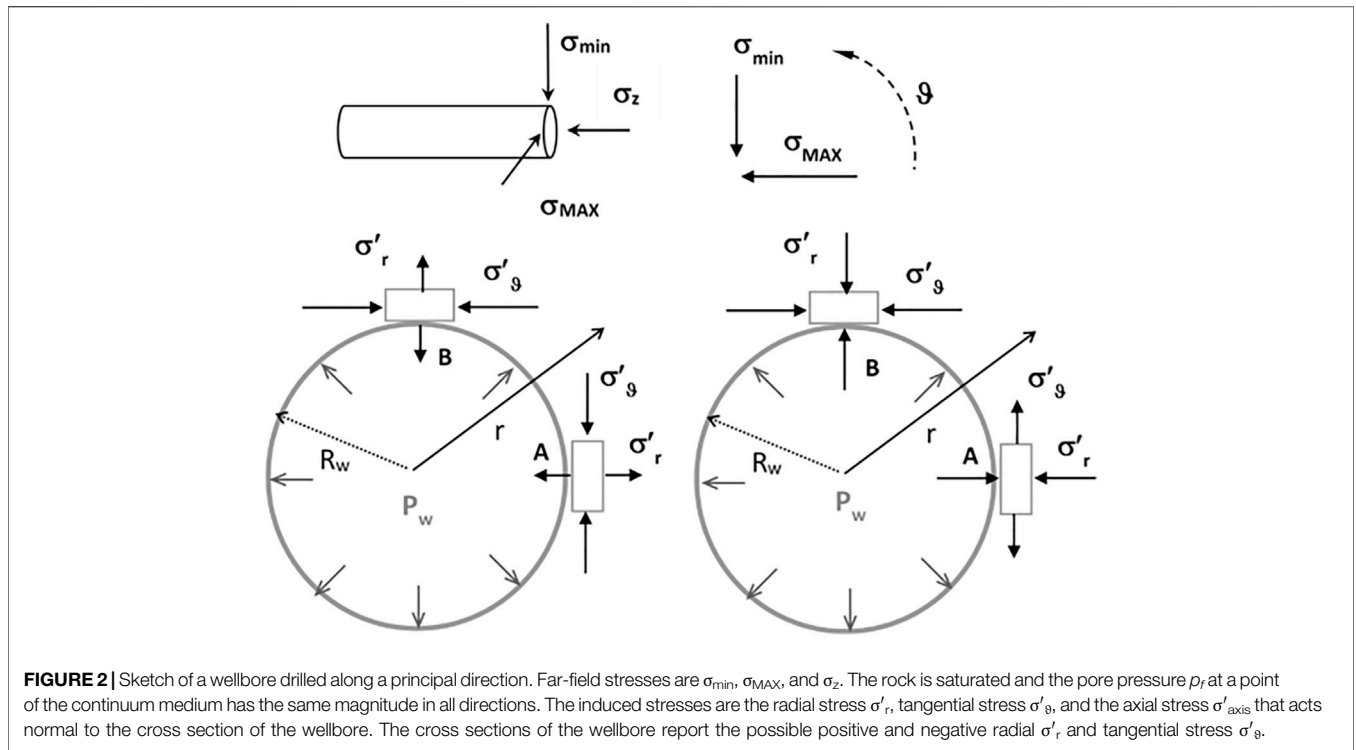 σmin
σz
σMAX
σmin
ϑ
σMAX
σ′r
σ′ϑ
B
r
σ′ϑ
A
σ′r
Rw
Pw
σ′r
σ′ϑ
B
r
σ′ϑ
A
σ′r
Rw
Pw
FIGURE 2 | Sketch of a wellbore drilled along a principal direction. Far-field stresses are σmin, σMAX, and σz. The rock is saturated and the pore pressure pf at a point
of the continuum medium has the same magnitude in all directions. The induced stresses are the radial stress σ′r, tangential stress σ′ϑ, and the axial stress σ′axis that acts
normal to the cross section of the wellbore. The cross sections of the wellbore report the possible positive and negative radial σ′r and tangential stress σ′ϑ.